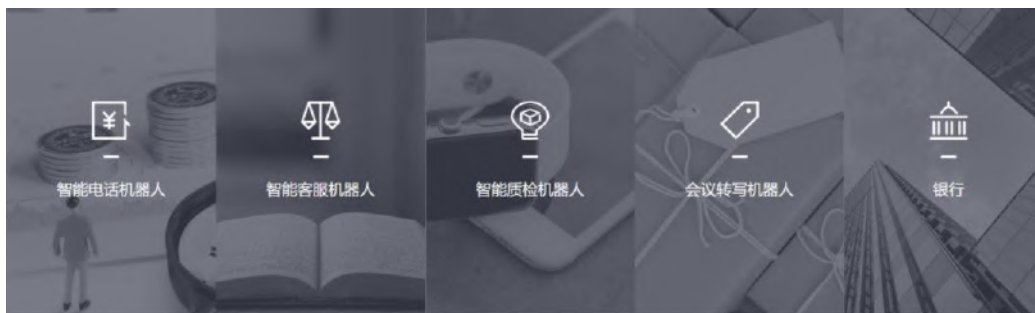 智能电话机器人
智能客服机器人
智能质检机器人
会议转写机器人
银行